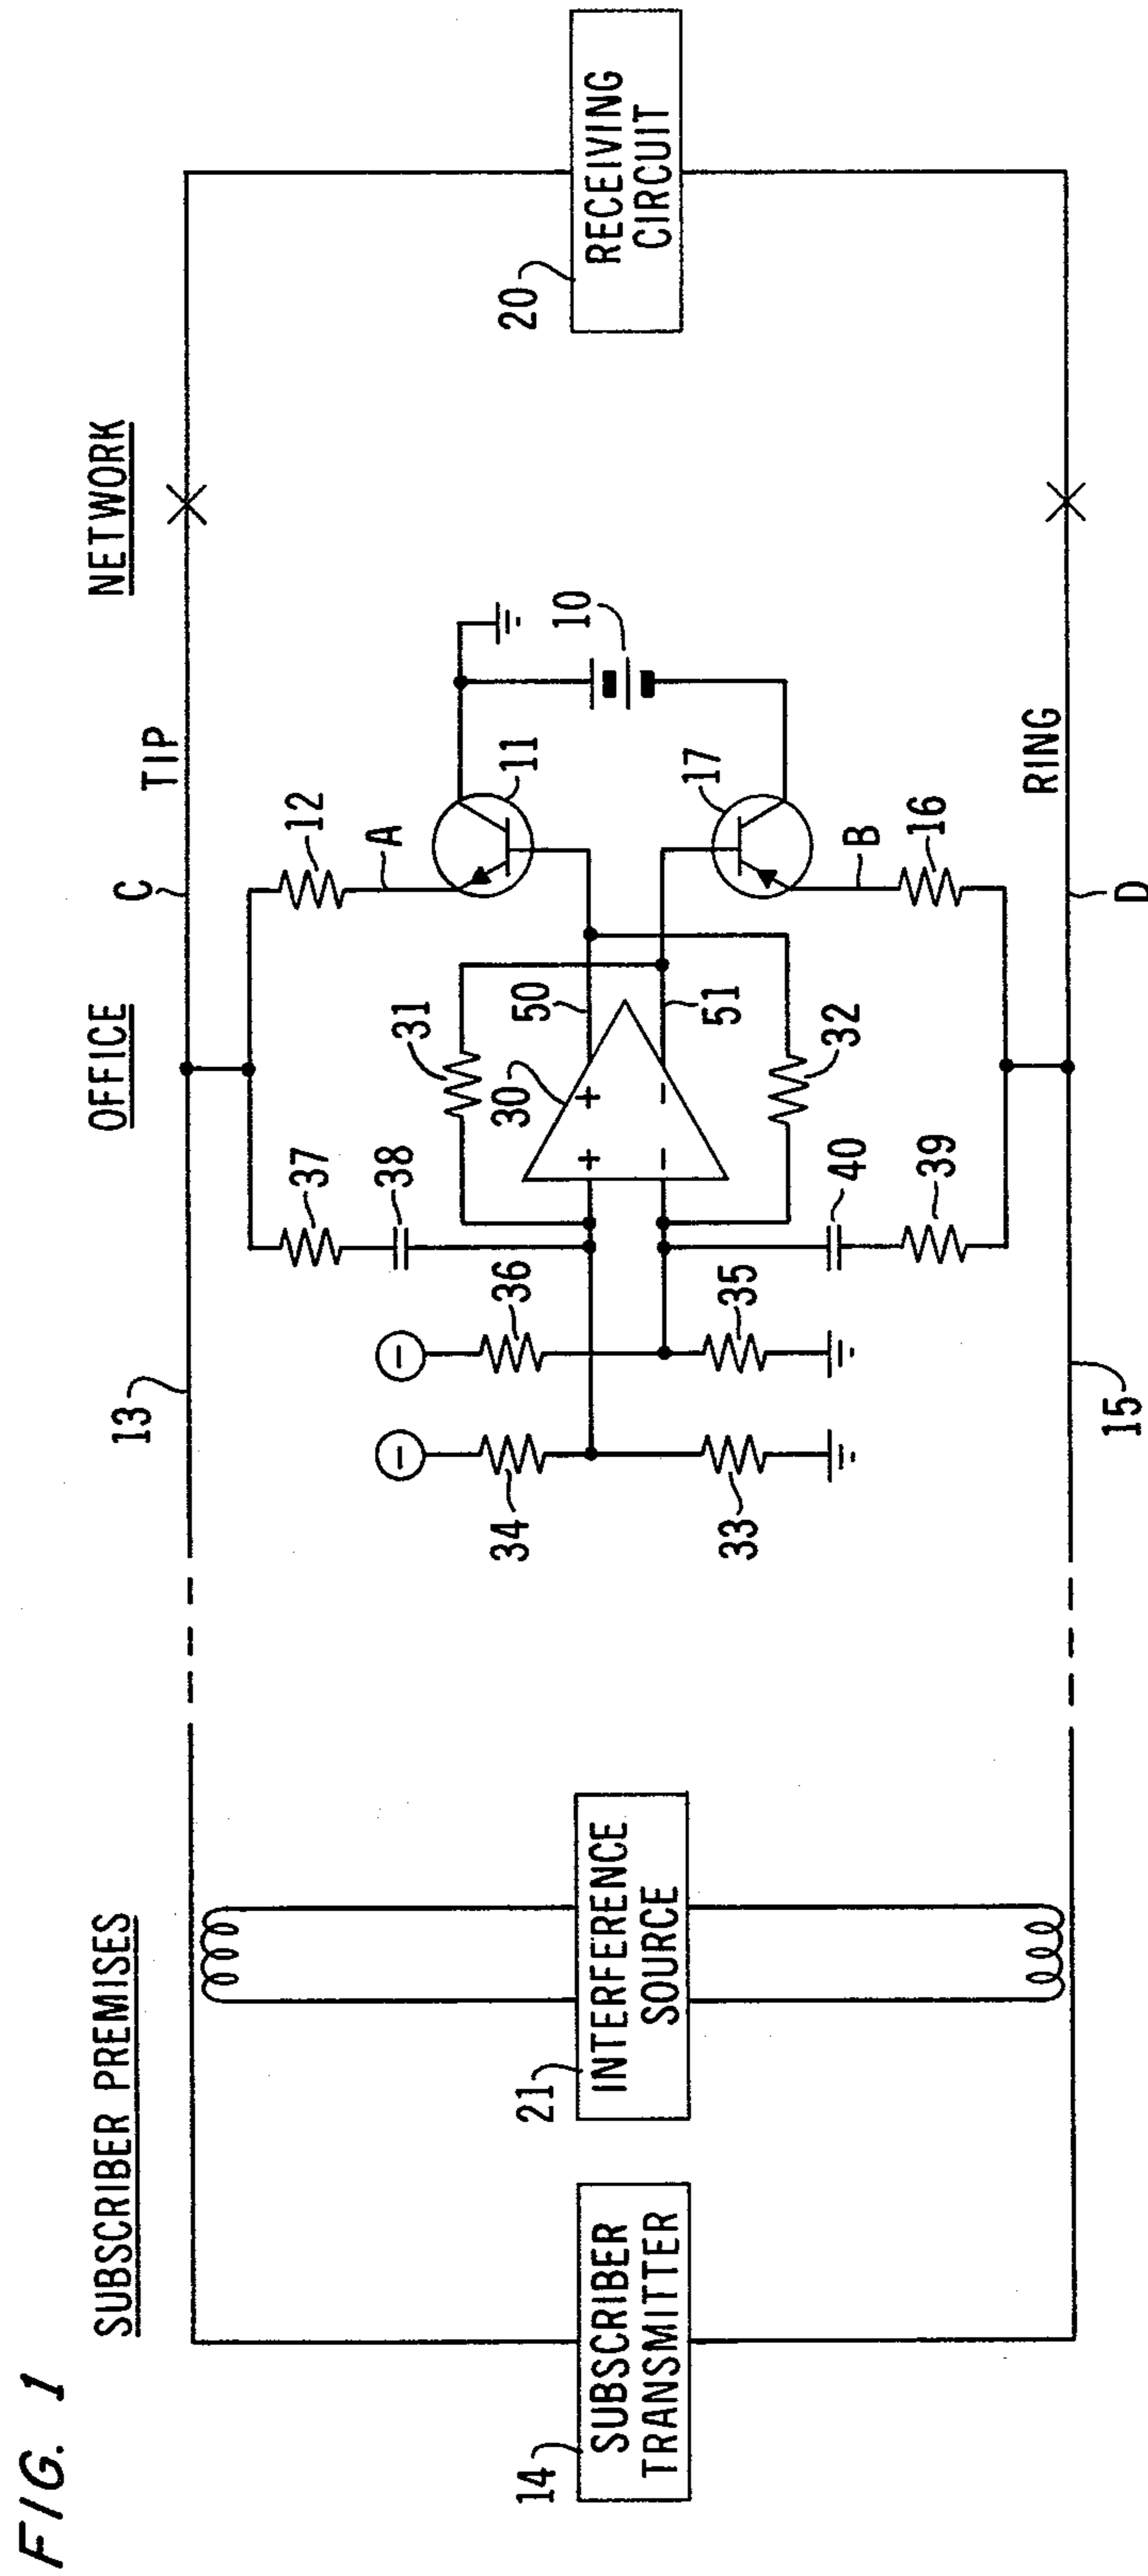 FIG. 1
SUBSCRIBER PREMISES
OFFICE
NETWORK
13
C
TIP
12
A
11
37
38
31
36
34
30
+
+
-
-
50
51
10
20
RECEIVING
CIRCUIT
14
SUBSCRIBER
TRANSMITTER
21
INTERFERENCE
SOURCE
-
-
33
35
40
39
32
17
B
16
15
D
RING